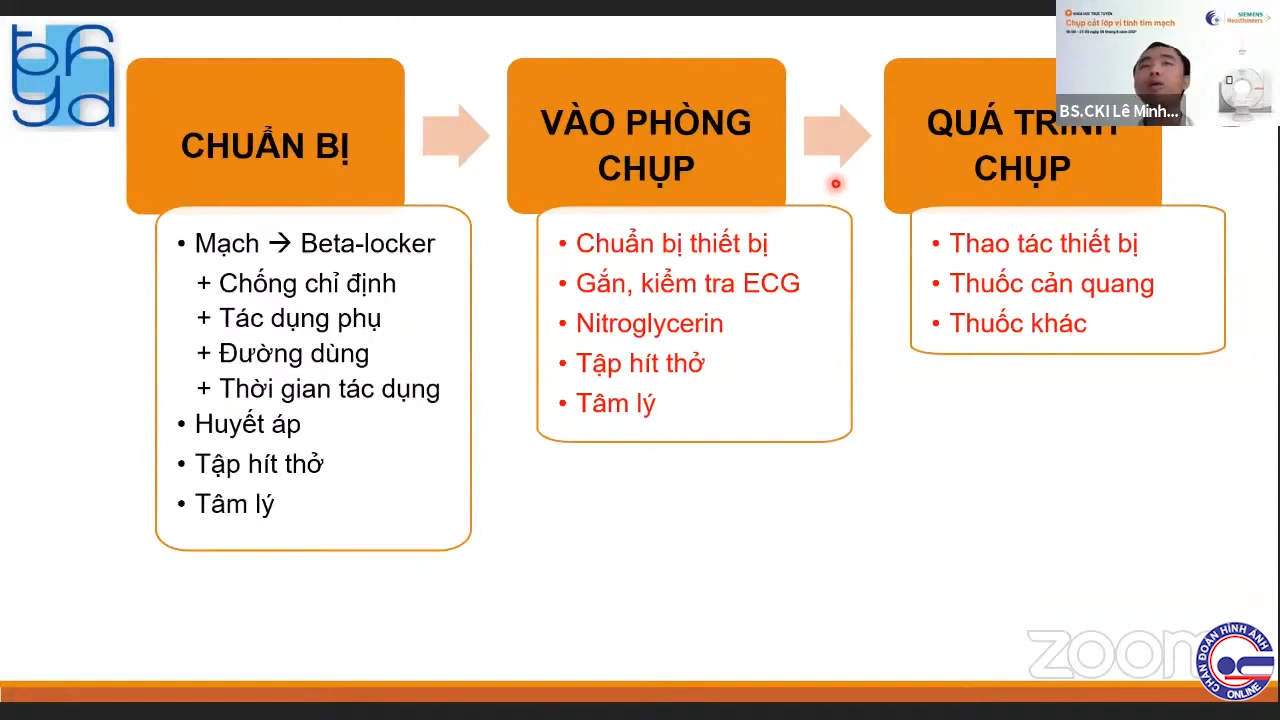 KHÓA HỌC TRỰC TUYẾN
Chụp cắt lớp vi tính tim mạch
SIEMENS
Healthineers
BS.CKI Lê Minh...
CHUẨN BỊ
• Mạch → Beta-locker
+ Chống chỉ định
+ Tác dụng phụ
+ Đường dùng
+ Thời gian tác dụng
• Huyết áp
• Tập hít thở
• Tâm lý
VÀO PHÒNG
CHỤP
• Chuẩn bị thiết bị
• Gắn, kiểm tra ECG
• Nitroglycerin
• Tập hít thở
• Tâm lý
QUÁ TRÌNH
CHỤP
• Thao tác thiết bị
• Thuốc cản quang
• Thuốc khác
zoom
CHẨN ĐOÁN HÌNH ẢNH
ONLINE